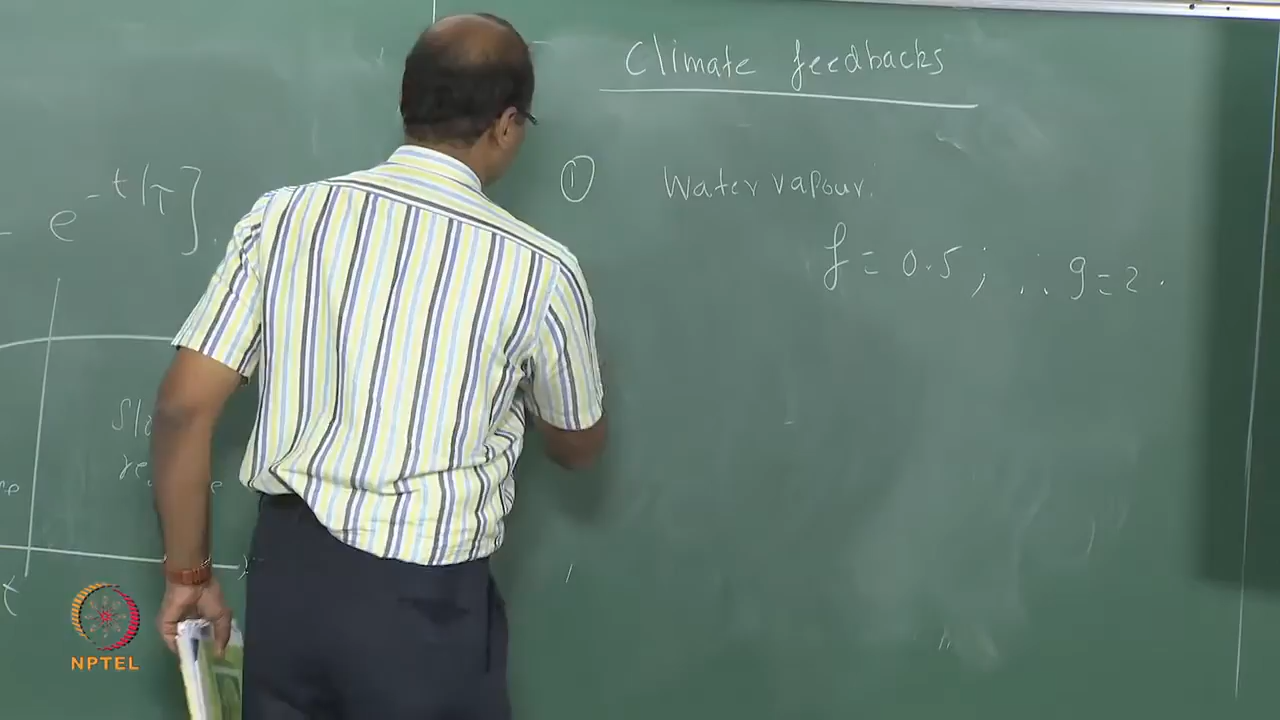 Climate feedbacks
① Water vapour.
f = 0.5 ; ∴ g = 2 .
e^{-t/τ} ] .
t
NPTEL